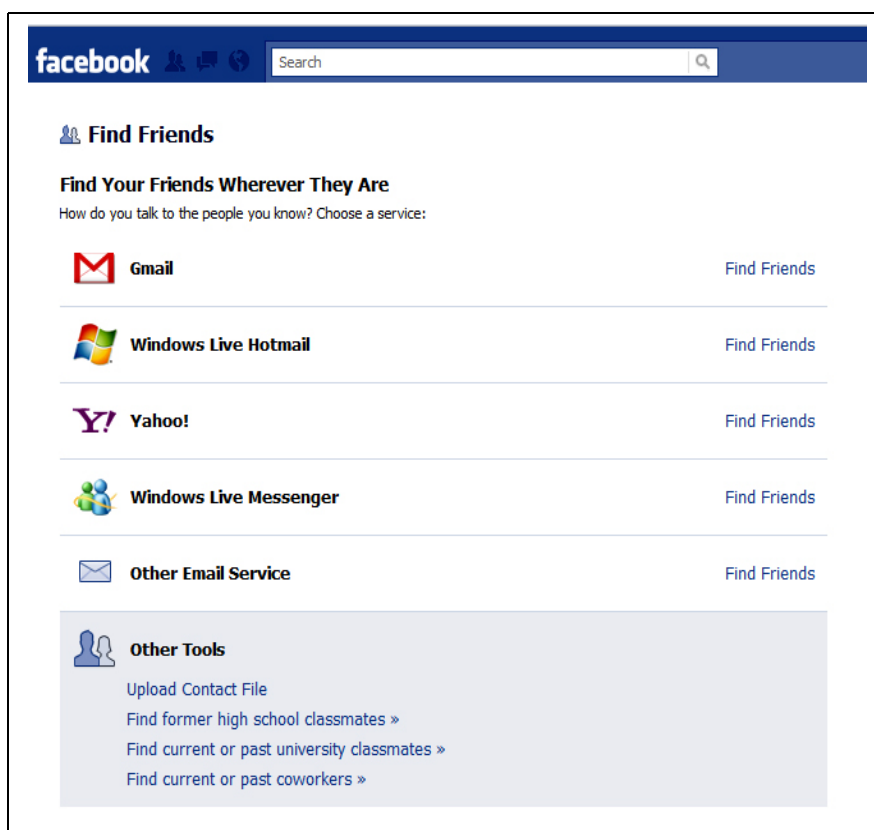 facebook Search
Find Friends
Find Your Friends Wherever They Are
How do you talk to the people you know? Choose a service:
Gmail Find Friends
Windows Live Hotmail Find Friends
Y! Yahoo! Find Friends
Windows Live Messenger Find Friends
Other Email Service Find Friends
Other Tools
Upload Contact File
Find former high school classmates »
Find current or past university classmates »
Find current or past coworkers »